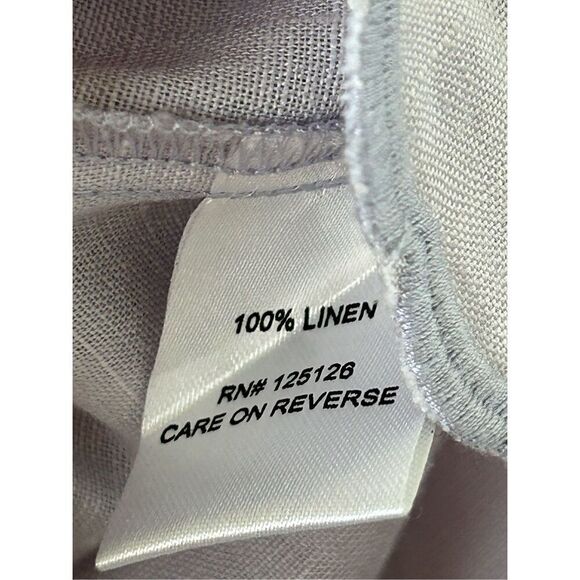 100% LINEN
RN# 125126
CARE ON REVERSE